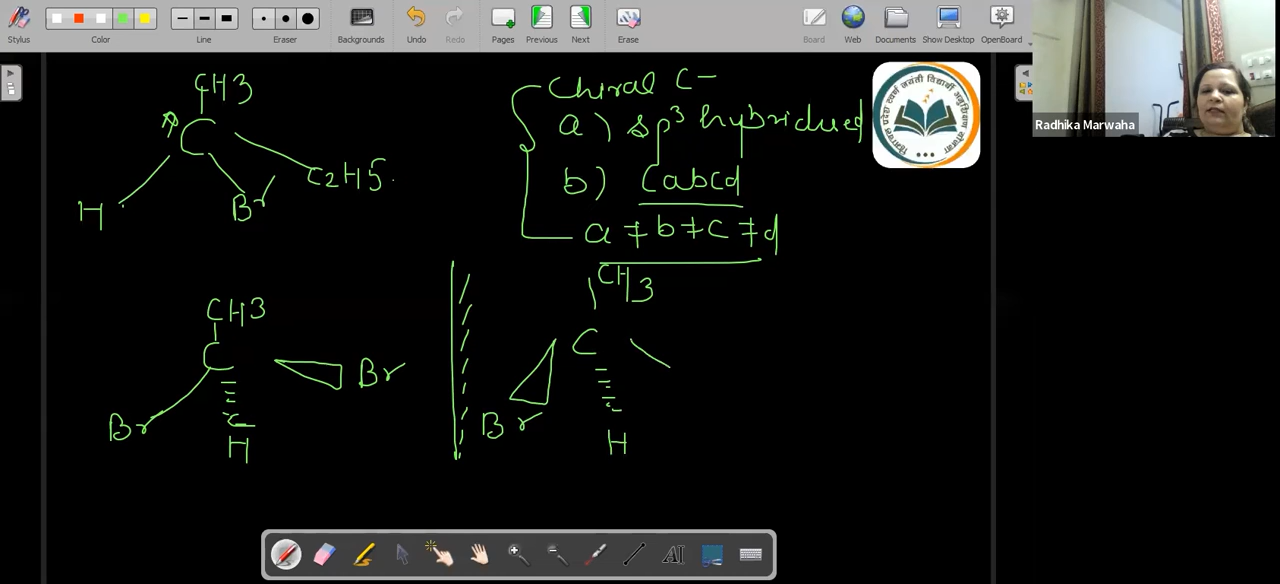 Stylus Color Line Eraser Backgrounds Undo Redo Pages Previous Next Erase Board Web Documents Show Desktop OpenBoard
Radhika Marwaha
CH3
C
H Br C2H5
Chiral C-
a) sp³ hybridised
b) Cabcd
a ≠ b ≠ c ≠ d
CH3
C
Br H Br
CH3
C
Br H
AI